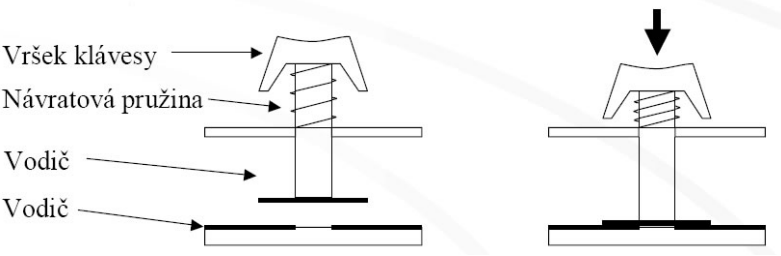 Vršek klávesy
Návratová pružina
Vodič
Vodič